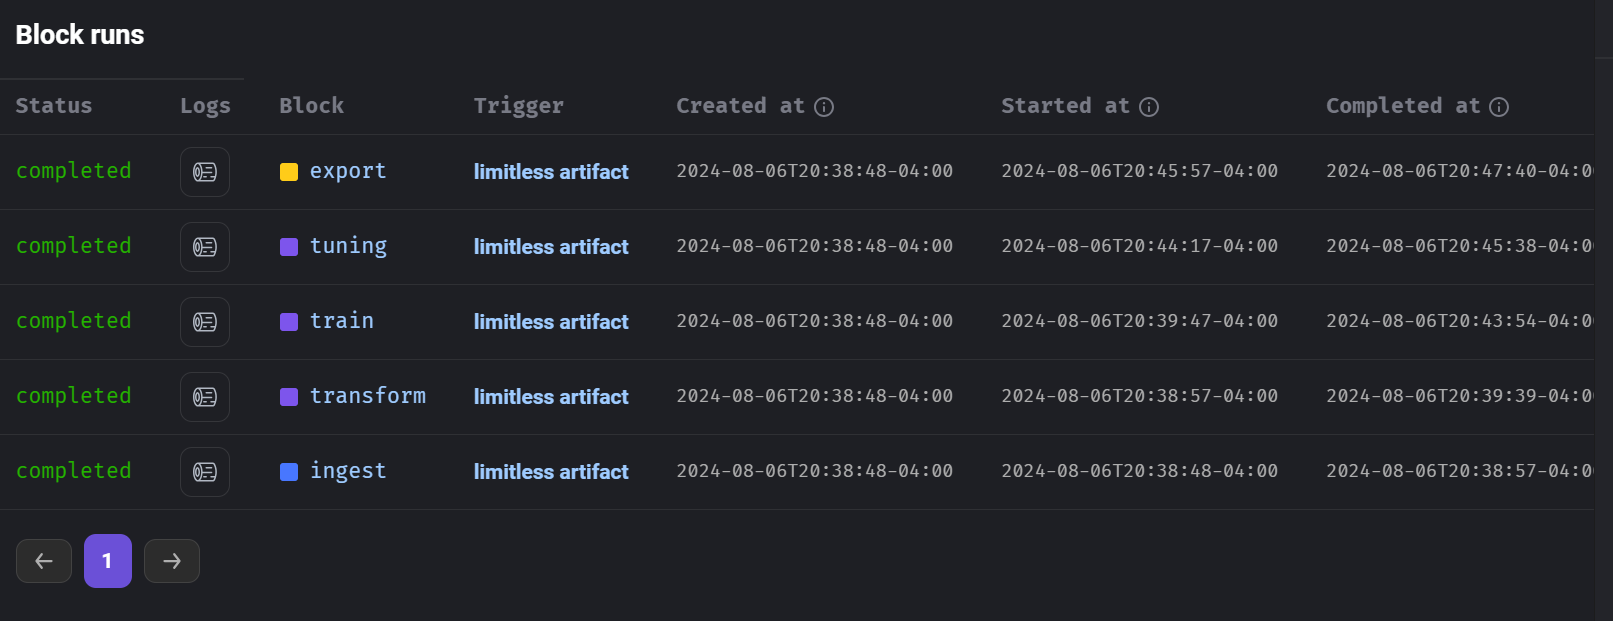 Block runs
Status Logs Block Trigger Created at Started at Completed at
completed export limitless artifact 2024-08-06T20:38:48-04:00 2024-08-06T20:45:57-04:00 2024-08-06T20:47:40-04:0
completed tuning limitless artifact 2024-08-06T20:38:48-04:00 2024-08-06T20:44:17-04:00 2024-08-06T20:45:38-04:0
completed train limitless artifact 2024-08-06T20:38:48-04:00 2024-08-06T20:39:47-04:00 2024-08-06T20:43:54-04:0
completed transform limitless artifact 2024-08-06T20:38:48-04:00 2024-08-06T20:38:57-04:00 2024-08-06T20:39:39-04:0
completed ingest limitless artifact 2024-08-06T20:38:48-04:00 2024-08-06T20:38:48-04:00 2024-08-06T20:38:57-04:0
← 1 →